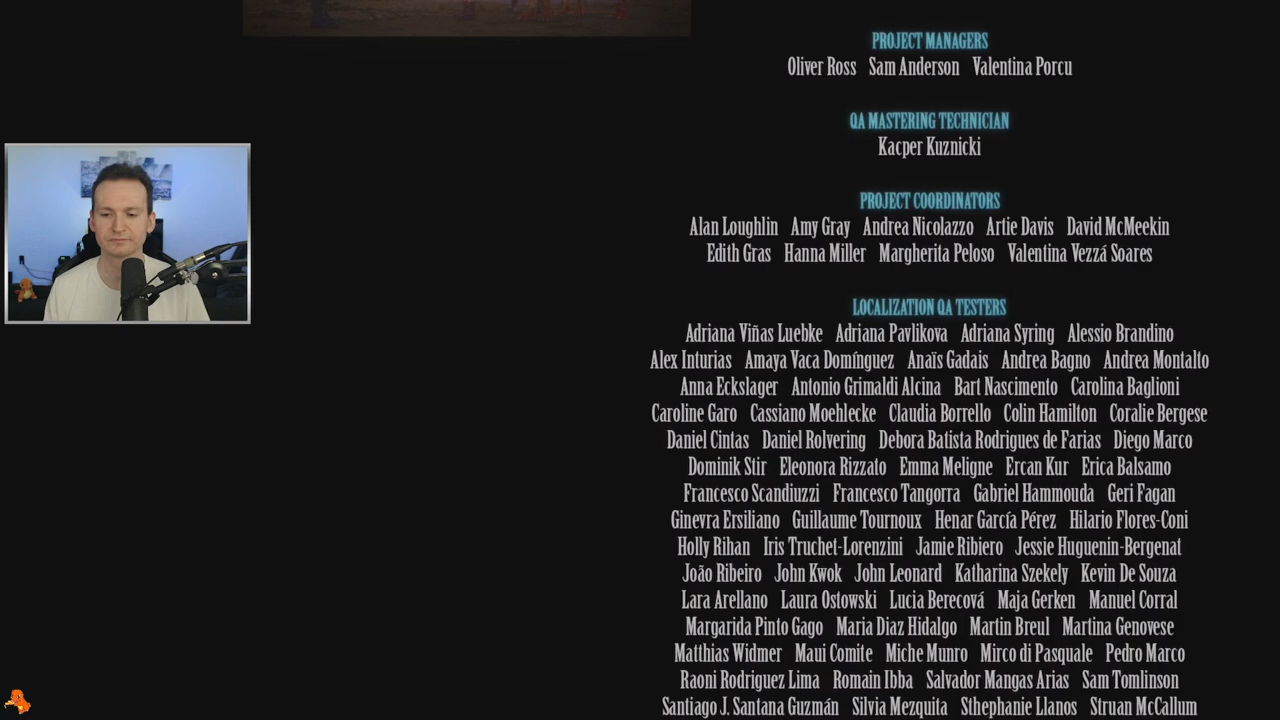 PROJECT MANAGERS
Oliver Ross Sam Anderson Valentina Porcu
QA MASTERING TECHNICIAN
Kacper Kuznicki
PROJECT COORDINATORS
Alan Loughlin Amy Gray Andrea Nicolazzo Artie Davis David McMeekin
Edith Gras Hanna Miller Margherita Peloso Valentina Vezzá Soares
LOCALIZATION QA TESTERS
Adriana Viñas Luebke Adriana Pavlikova Adriana Syring Alessio Brandino
Alex Inturias Amaya Vaca Domínguez Anaïs Gadais Andrea Bagno Andrea Montalto
Anna Eckslager Antonio Grimaldi Alcina Bart Nascimento Carolina Baglioni
Caroline Garo Cassiano Moehlecke Claudia Borrello Colin Hamilton Coralie Bergese
Daniel Cintas Daniel Rolvering Debora Batista Rodrigues de Farias Diego Marco
Dominik Stir Eleonora Rizzato Emma Meligne Ercan Kur Erica Balsamo
Francesco Scandiuzzi Francesco Tangorra Gabriel Hammouda Geri Fagan
Ginevra Ersiliano Guillaume Tournoux Henar García Pérez Hilario Flores-Coni
Holly Rihan Iris Truchet-Lorenzini Jamie Ribiero Jessie Huguenin-Bergenat
João Ribeiro John Kwok John Leonard Katharina Szekely Kevin De Souza
Lara Arellano Laura Ostowski Lucia Berecová Maja Gerken Manuel Corral
Margarida Pinto Gago Maria Diaz Hidalgo Martin Breul Martina Genovese
Matthias Widmer Maui Comite Miche Munro Mirco di Pasquale Pedro Marco
Raoni Rodriguez Lima Romain Ibba Salvador Mangas Arias Sam Tomlinson
Santiago J. Santana Guzmán Silvia Mezquita Sthephanie Llanos Struan McCallum